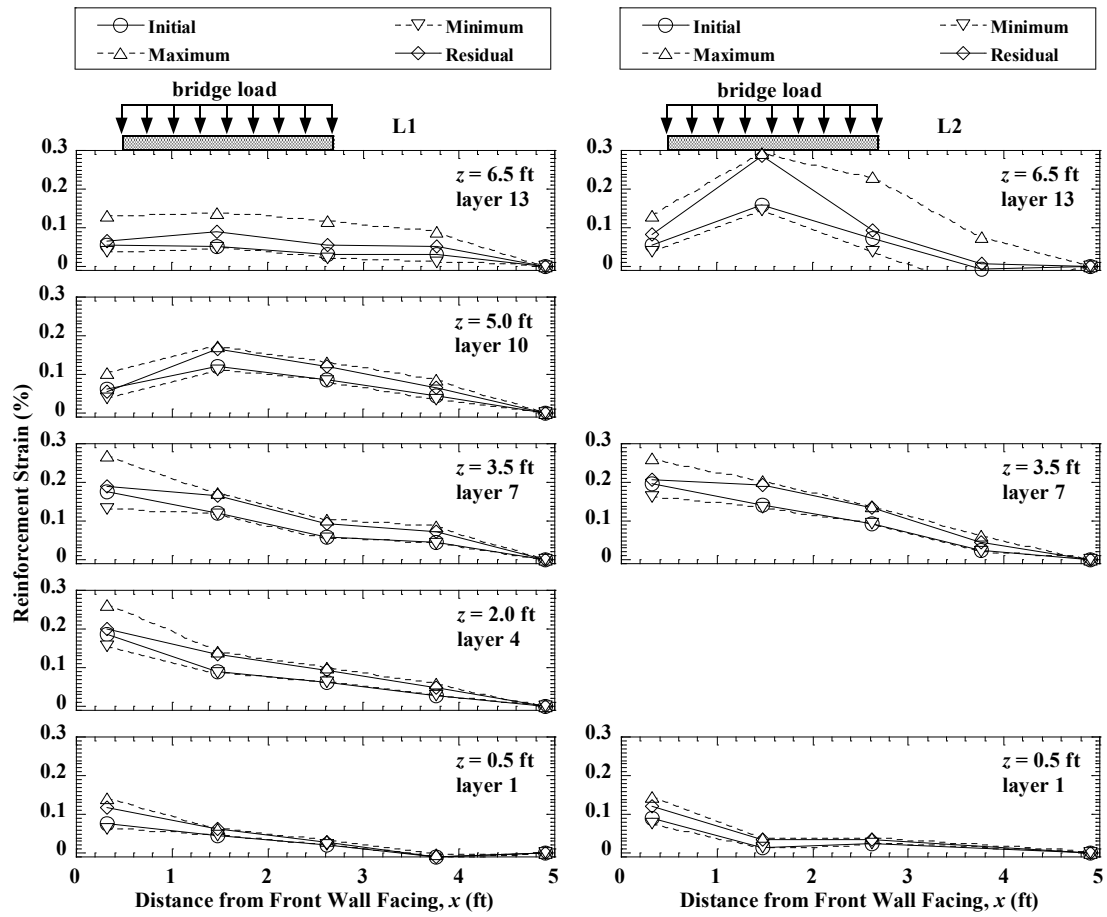 Initial
Minimum
Maximum
Residual
bridge load
L1
0.3
0.2
0.1
0
z = 6.5 ft
layer 13
0.3
0.2
0.1
0
z = 5.0 ft
layer 10
0.3
0.2
0.1
0
z = 3.5 ft
layer 7
0.3
0.2
0.1
0
z = 2.0 ft
layer 4
0.3
0.2
0.1
0
z = 0.5 ft
layer 1
0 1 2 3 4 5
Distance from Front Wall Facing, x (ft)
Reinforcement Strain (%)
Initial
Minimum
Maximum
Residual
bridge load
L2
0.3
0.2
0.1
0
z = 6.5 ft
layer 13
0.3
0.2
0.1
0
z = 3.5 ft
layer 7
0.3
0.2
0.1
0
z = 0.5 ft
layer 1
0 1 2 3 4 5
Distance from Front Wall Facing, x (ft)